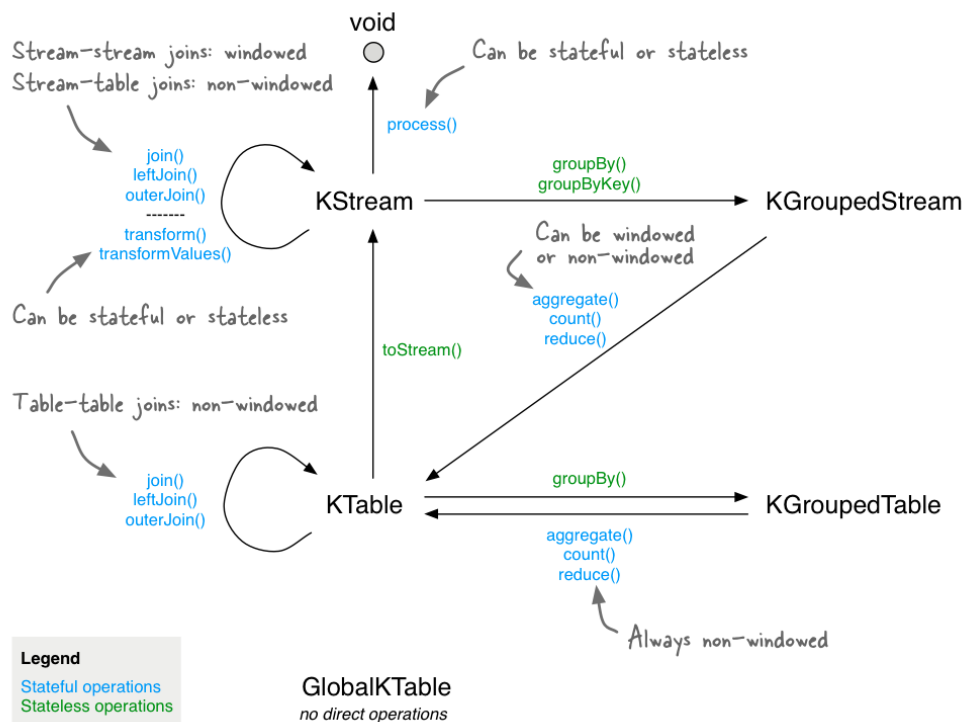 void
Stream-stream joins: windowed
Stream-table joins: non-windowed
Can be stateful or stateless
process()
join()
leftJoin()
outerJoin()
-------
transform()
transformValues()
KStream
groupBy()
groupByKey()
KGroupedStream
Can be windowed
or non-windowed
Can be stateful or stateless
aggregate()
count()
reduce()
toStream()
Table-table joins: non-windowed
join()
leftJoin()
outerJoin()
KTable
groupBy()
KGroupedTable
aggregate()
count()
reduce()
Always non-windowed
Legend
Stateful operations
Stateless operations
GlobalKTable
no direct operations